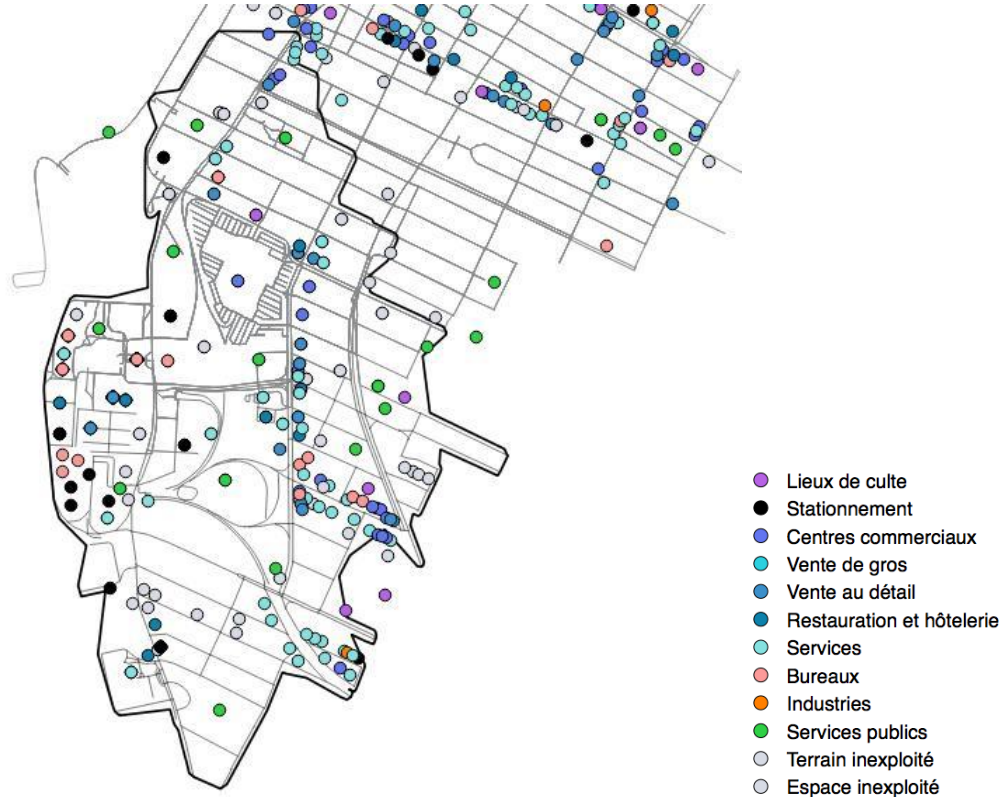 Lieux de culte
Stationnement
Centres commerciaux
Vente de gros
Vente au détail
Restauration et hôtelerie
Services
Bureaux
Industries
Services publics
Terrain inexploité
Espace inexploité